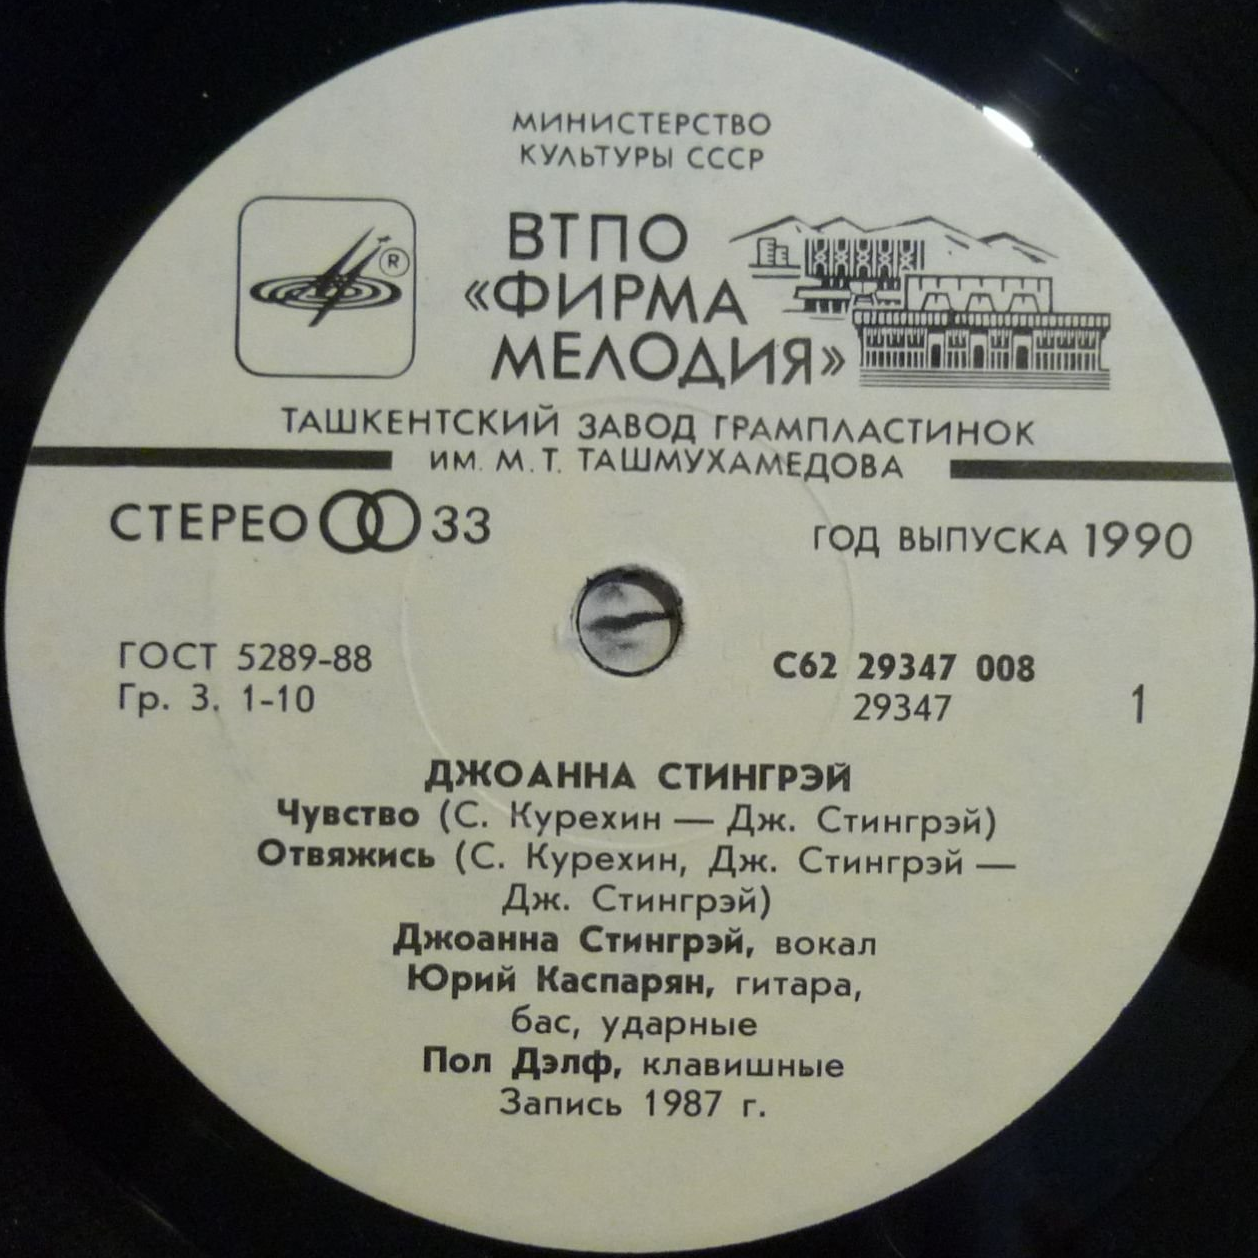 МИНИСТЕРСТВО
КУЛЬТУРЫ СССР
ВТПО
«ФИРМА
МЕЛОДИЯ»
®
ТАШКЕНТСКИЙ ЗАВОД ГРАМПЛАСТИНОК
ИМ. М.Т. ТАШМУХАМЕДОВА
СТЕРЕО 33
ГОД ВЫПУСКА 1990
ГОСТ 5289-88
Гр. 3. 1-10
С62 29347 008
29347
1
ДЖОАННА СТИНГРЭЙ
Чувство (С. Курехин — Дж. Стингрэй)
Отвяжись (С. Курехин, Дж. Стингрэй —
Дж. Стингрэй)
Джоанна Стингрэй, вокал
Юрий Каспарян, гитара,
бас, ударные
Пол Дэлф, клавишные
Запись 1987 г.